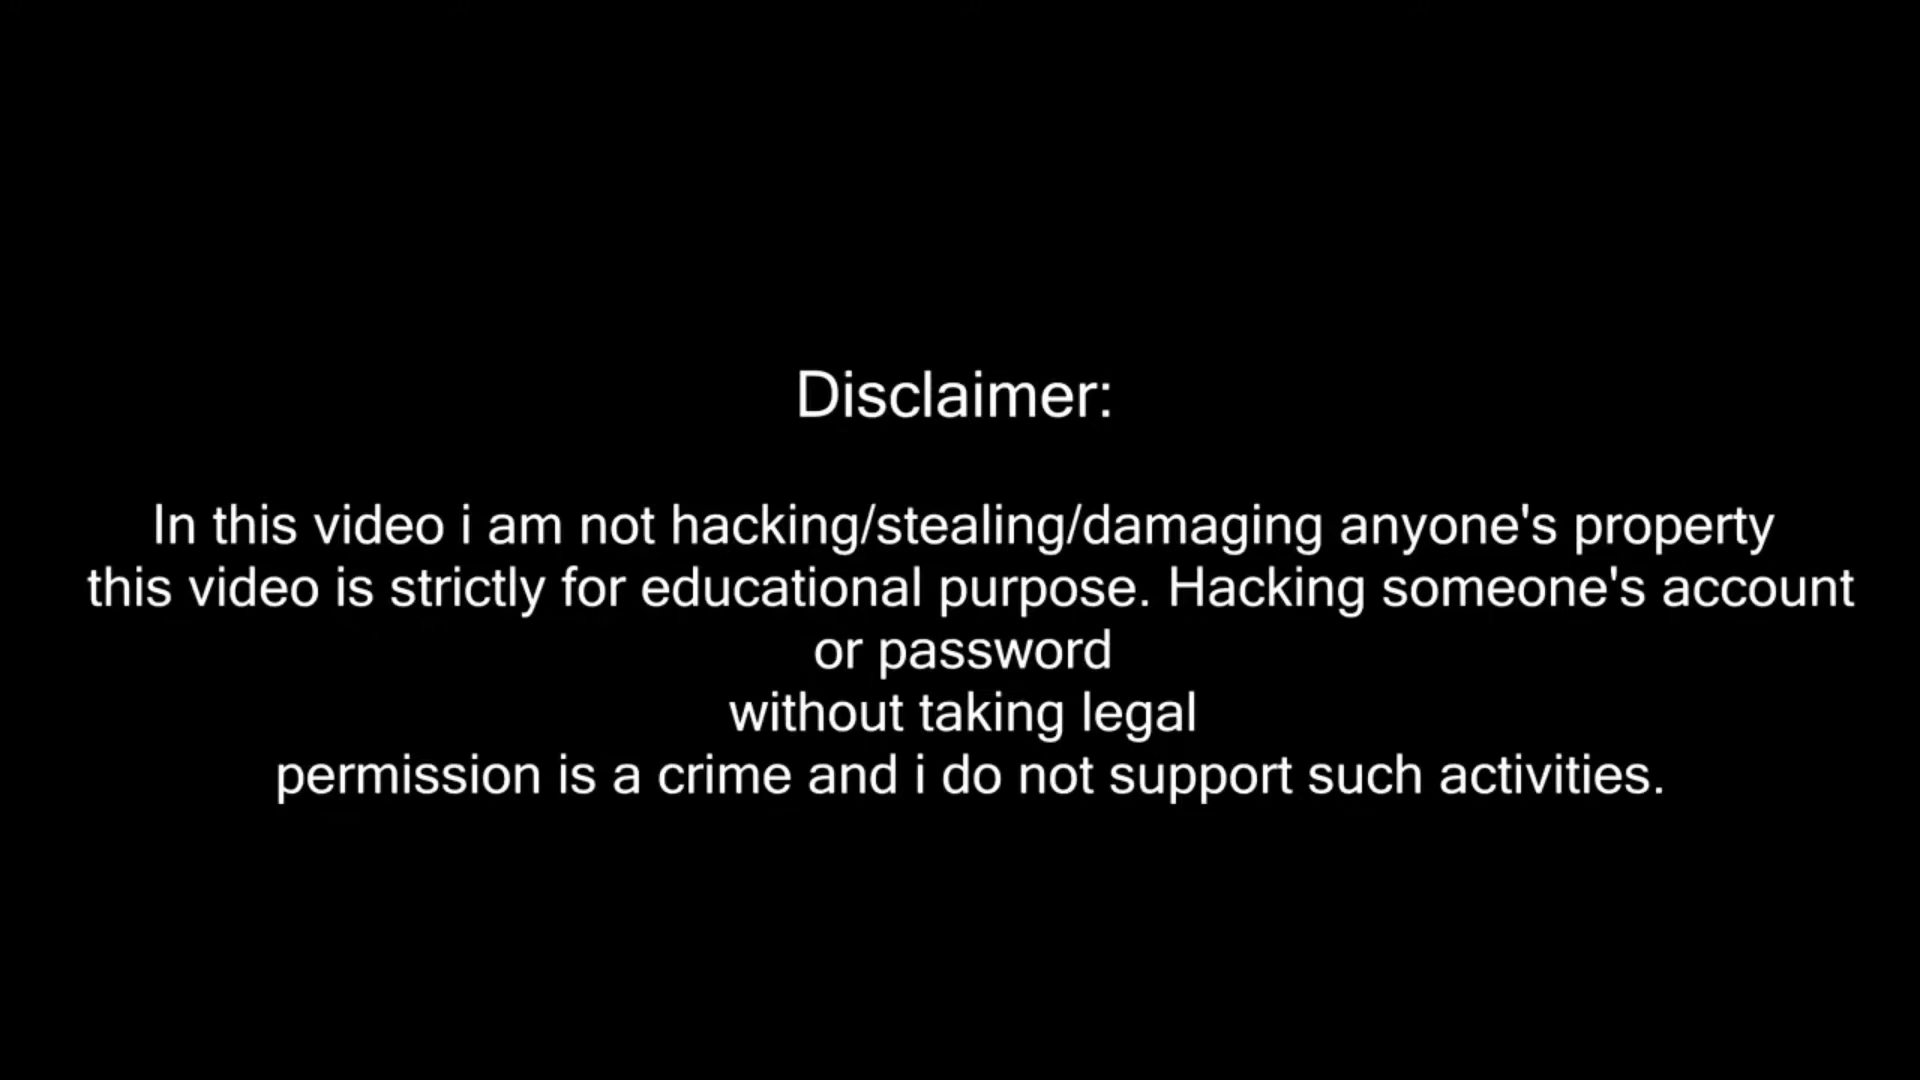 Disclaimer:
In this video i am not hacking/stealing/damaging anyone's property
this video is strictly for educational purpose. Hacking someone's account
or password
without taking legal
permission is a crime and i do not support such activities.